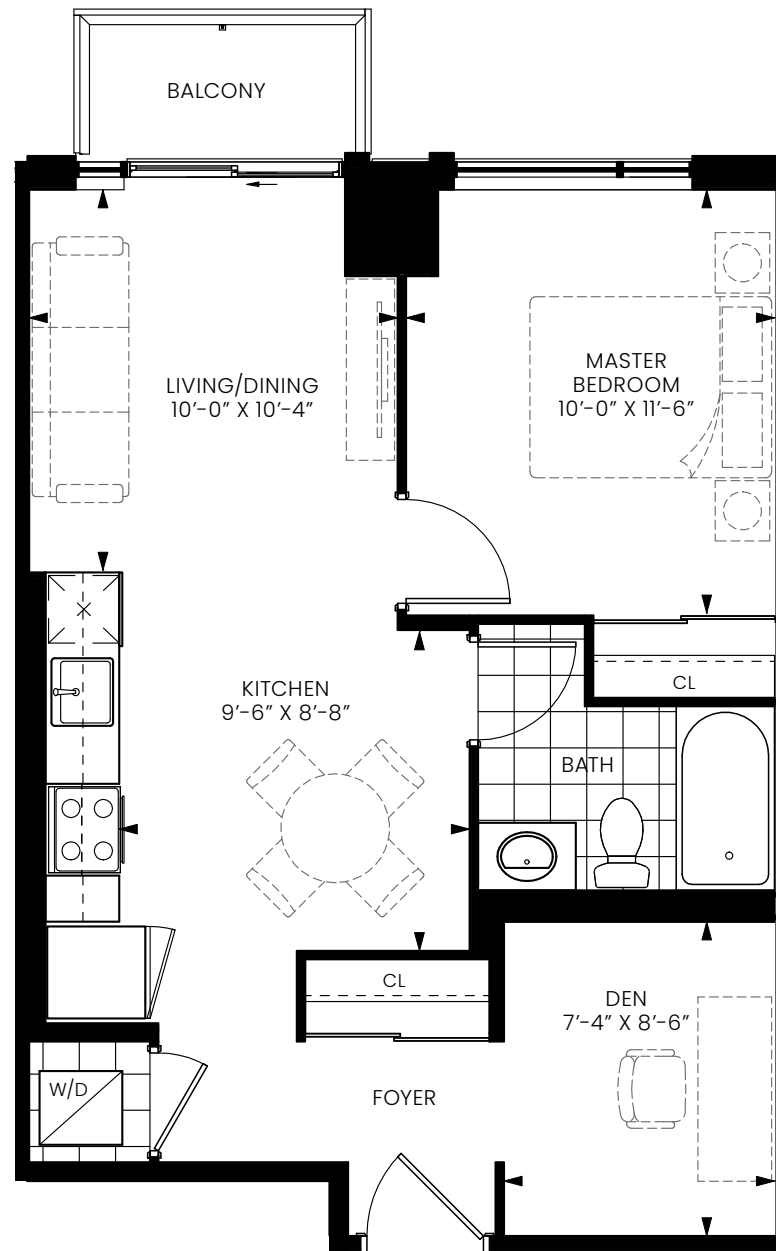 BALCONY
LIVING/DINING
10’-0” X 10’-4”
MASTER
BEDROOM
10’-0” X 11’-6”
CL
KITCHEN
9’-6” X 8’-8”
BATH
CL
DEN
7’-4” X 8’-6”
W/D
FOYER